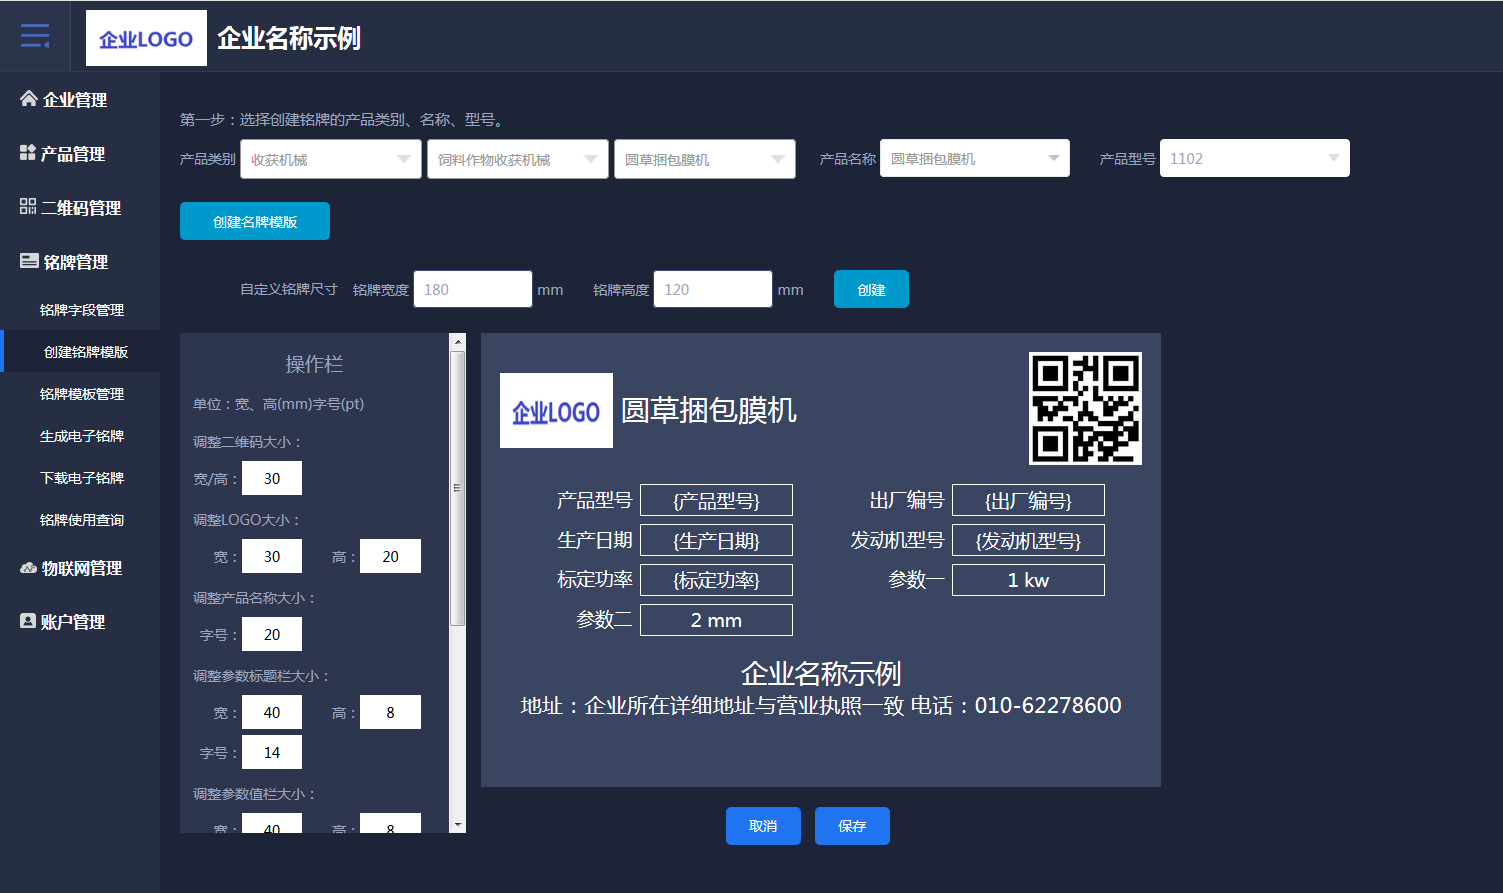 企业LOGO 企业名称示例
企业管理
产品管理
二维码管理
铭牌管理
铭牌字段管理
创建铭牌模版
铭牌模板管理
生成电子铭牌
下载电子铭牌
铭牌使用查询
物联网管理
账户管理
第一步：选择创建铭牌的产品类别、名称、型号。
产品类别 收获机械 饲料作物收获机械 圆草捆包膜机 产品名称 圆草捆包膜机 产品型号 1102
创建名牌模版
自定义铭牌尺寸 铭牌宽度 180 mm 铭牌高度 120 mm 创建
操作栏
单位：宽、高(mm)字号(pt)
调整二维码大小：
宽/高： 30
调整LOGO大小：
宽： 30 高： 20
调整产品名称大小：
字号： 20
调整参数标题栏大小：
宽： 40 高： 8
字号： 14
调整参数值栏大小：
宽： 40 高： 8
企业LOGO 圆草捆包膜机
产品型号 {产品型号} 出厂编号 {出厂编号}
生产日期 {生产日期} 发动机型号 {发动机型号}
标定功率 {标定功率} 参数一 1 kw
参数二 2 mm
企业名称示例
地址：企业所在详细地址与营业执照一致 电话：010-62278600
取消 保存